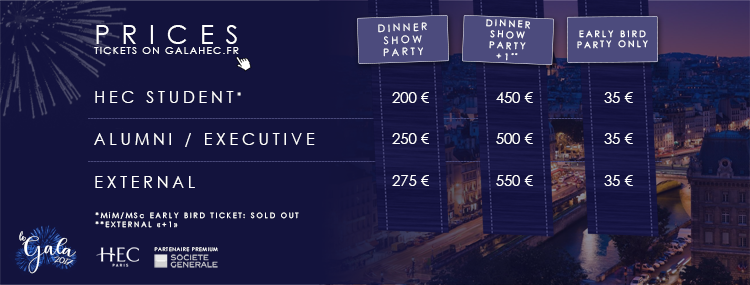 PRICES
TICKETS ON GALAHEC.FR
DINNER
SHOW
PARTY
DINNER
SHOW
PARTY
+1**
EARLY BIRD
PARTY ONLY
HEC STUDENT* 200 € 450 € 35 €
ALUMNI / EXECUTIVE 250 € 500 € 35 €
EXTERNAL 275 € 550 € 35 €
*MiM/MSc EARLY BIRD TICKET: SOLD OUT
**EXTERNAL «+1»
le Gala
2017
HEC
PARIS
PARTENAIRE PREMIUM
SOCIETE
GENERALE